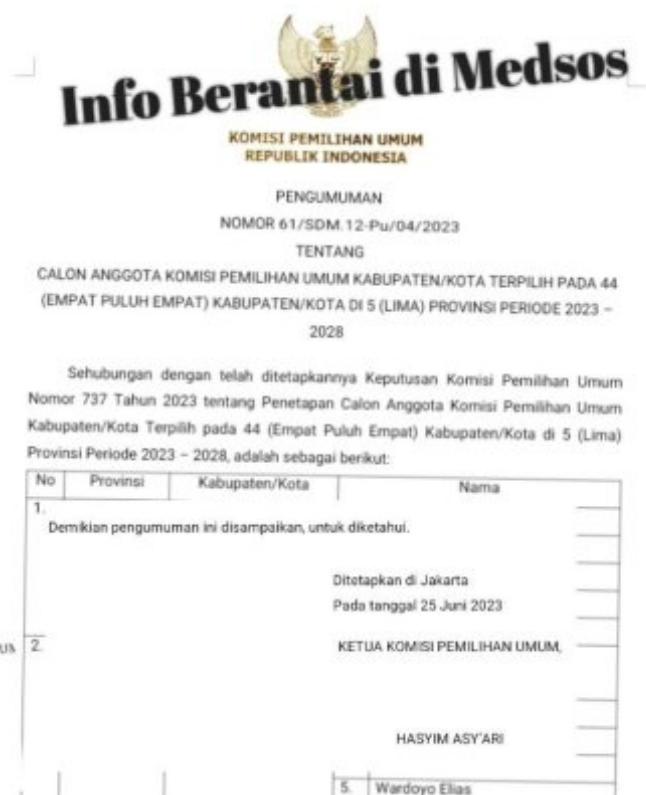 Info Berantai di Medsos
KOMISI PEMILIHAN UMUM
REPUBLIK INDONESIA
PENGUMUMAN
NOMOR 61/SDM.12-Pu/04/2023
TENTANG
CALON ANGGOTA KOMISI PEMILIHAN UMUM KABUPATEN/KOTA TERPILIH PADA 44
(EMPAT PULUH EMPAT) KABUPATEN/KOTA DI 5 (LIMA) PROVINSI PERIODE 2023 –
2028
Sehubungan dengan telah ditetapkannya Keputusan Komisi Pemilihan Umum
Nomor 737 Tahun 2023 tentang Penetapan Calon Anggota Komisi Pemilihan Umum
Kabupaten/Kota Terpilih pada 44 (Empat Puluh Empat) Kabupaten/Kota di 5 (Lima)
Provinsi Periode 2023 – 2028, adalah sebagai berikut:
No Provinsi Kabupaten/Kota Nama
1.
Demikian pengumuman ini disampaikan, untuk diketahui.
Ditetapkan di Jakarta
Pada tanggal 25 Juni 2023
2. KETUA KOMISI PEMILIHAN UMUM,
HASYIM ASY'ARI
5. Wardoyo Elias